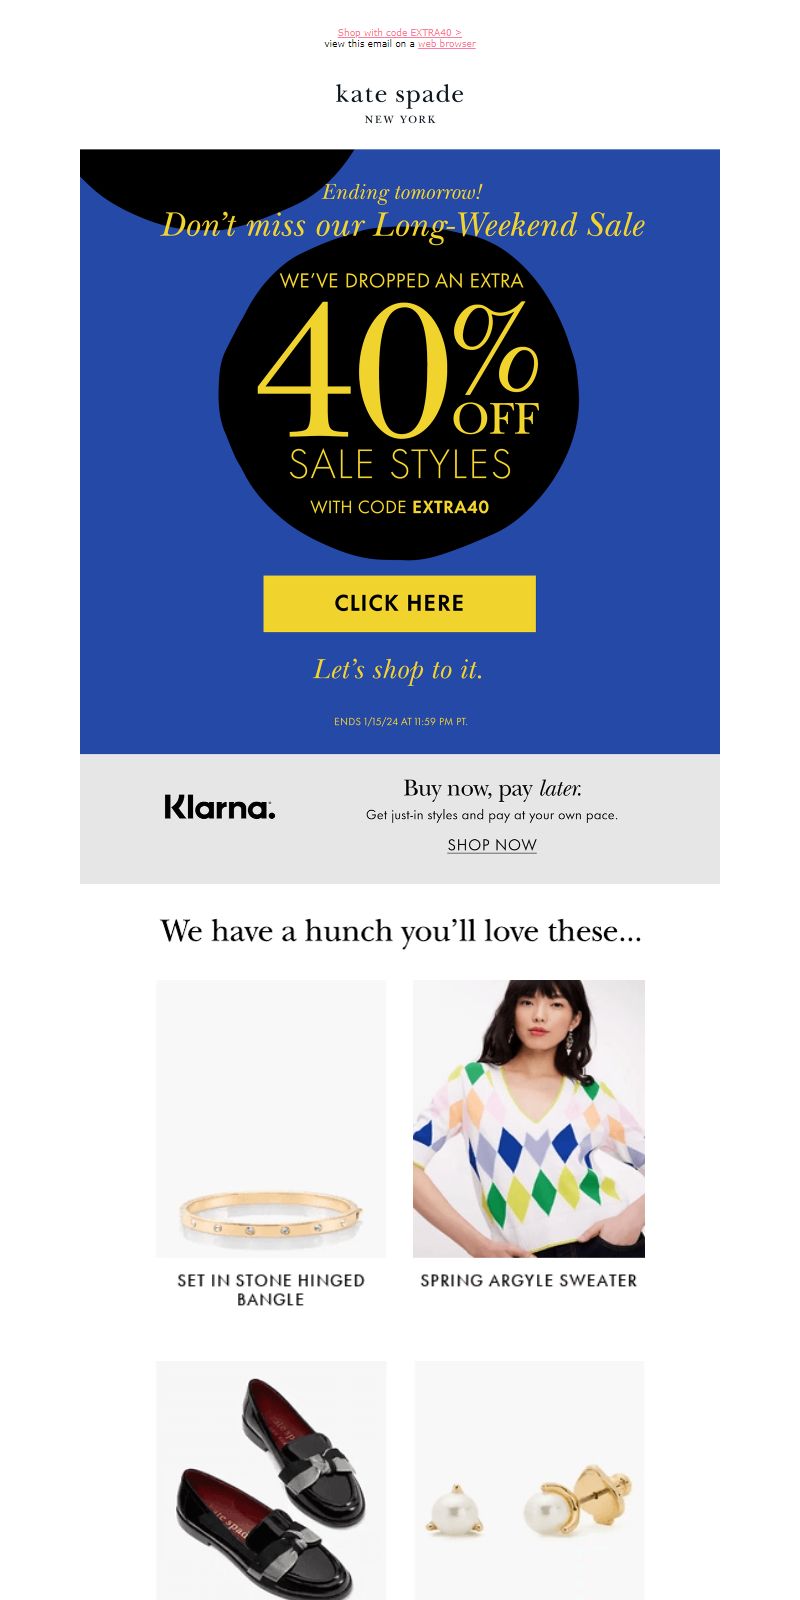 Shop with code EXTRA40 >
view this email on a web browser
kate spade
NEW YORK
Ending tomorrow!
Don't miss our Long-Weekend Sale
WE'VE DROPPED AN EXTRA
40%
OFF
SALE STYLES
WITH CODE EXTRA40
CLICK HERE
Let's shop to it.
ENDS 1/15/24 AT 11:59 PM PT.
Klarna.
Buy now, pay later.
Get just-in styles and pay at your own pace.
SHOP NOW
We have a hunch you'll love these...
SET IN STONE HINGED
BANGLE
SPRING ARGYLE SWEATER